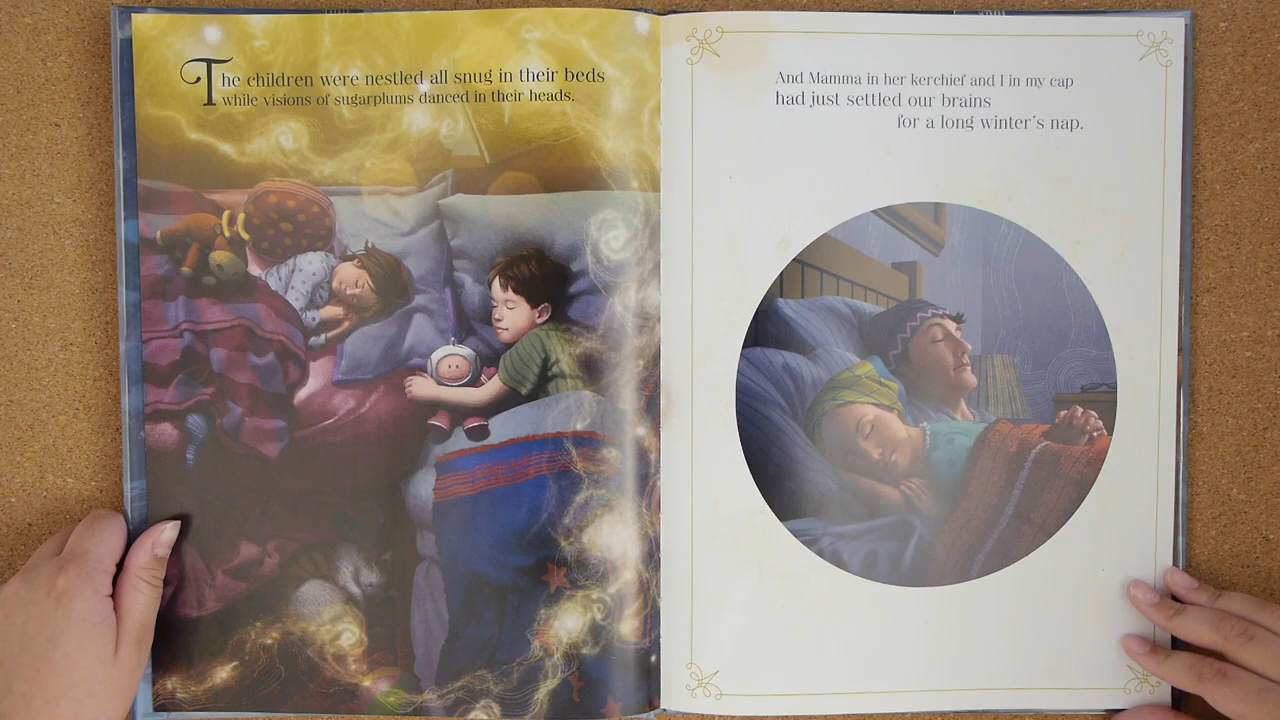 The children were nestled all snug in their beds
while visions of sugarplums danced in their heads.
And Mamma in her kerchief and I in my cap
had just settled our brains
for a long winter's nap.